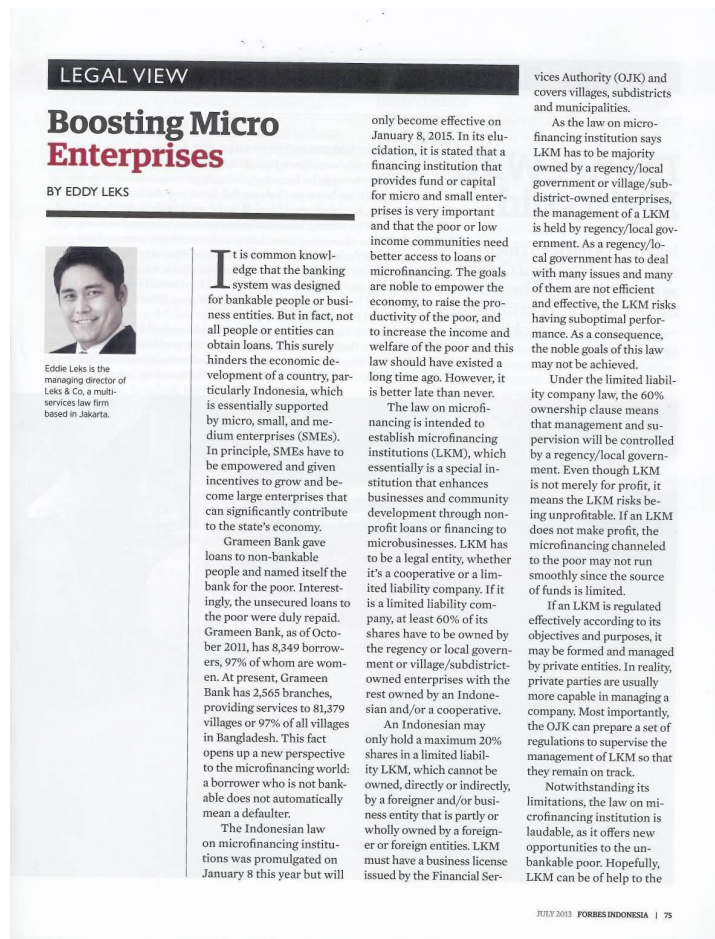 LEGAL VIEW
Boosting Micro
Enterprises
BY EDDY LEKS
Eddie Leks is the
managing director of
Leks & Co, a multi-
services law firm
based in Jakarta.
It is common knowl-
edge that the banking
system was designed
for bankable people or busi-
ness entities. But in fact, not
all people or entities can
obtain loans. This surely
hinders the economic de-
velopment of a country, par-
ticularly Indonesia, which
is essentially supported
by micro, small, and me-
dium enterprises (SMEs).
In principle, SMEs have to
be empowered and given
incentives to grow and be-
come large enterprises that
can significantly contribute
to the state's economy.
Grameen Bank gave
loans to non-bankable
people and named itself the
bank for the poor. Interest-
ingly, the unsecured loans to
the poor were duly repaid.
Grameen Bank, as of Octo-
ber 2011, has 8,349 borrow-
ers, 97% of whom are wom-
en. At present, Grameen
Bank has 2,565 branches,
providing services to 81,379
villages or 97% of all villages
in Bangladesh. This fact
opens up a new perspective
to the microfinancing world:
a borrower who is not bank-
able does not automatically
mean a defaulter.
The Indonesian law
on microfinancing institu-
tions was promulgated on
January 8 this year but will
only become effective on
January 8, 2015. In its elu-
cidation, it is stated that a
financing institution that
provides fund or capital
for micro and small enter-
prises is very important
and that the poor or low
income communities need
better access to loans or
microfinancing. The goals
are noble to empower the
economy, to raise the pro-
ductivity of the poor, and
to increase the income and
welfare of the poor and this
law should have existed a
long time ago. However, it
is better late than never.
The law on microfi-
nancing is intended to
establish microfinancing
institutions (LKM), which
essentially is a special in-
stitution that enhances
businesses and community
development through non-
profit loans or financing to
microbusinesses. LKM has
to be a legal entity, whether
it's a cooperative or a lim-
ited liability company. If it
is a limited liability com-
pany, at least 60% of its
shares have to be owned by
the regency or local govern-
ment or village/subdistrict-
owned enterprises with the
rest owned by an Indone-
sian and/or a cooperative.
An Indonesian may
only hold a maximum 20%
shares in a limited liabil-
ity LKM, which cannot be
owned, directly or indirectly,
by a foreigner and/or busi-
ness entity that is partly or
wholly owned by a foreign-
er or foreign entities. LKM
must have a business license
issued by the Financial Ser-
vices Authority (OJK) and
covers villages, subdistricts
and municipalities.
As the law on micro-
financing institution says
LKM has to be majority
owned by a regency/local
government or village/sub-
district-owned enterprises,
the management of a LKM
is held by regency/local gov-
ernment. As a regency/lo-
cal government has to deal
with many issues and many
of them are not efficient
and effective, the LKM risks
having suboptimal perfor-
mance. As a consequence,
the noble goals of this law
may not be achieved.
Under the limited liabil-
ity company law, the 60%
ownership clause means
that management and su-
pervision will be controlled
by a regency/local govern-
ment. Even though LKM
is not merely for profit, it
means the LKM risks be-
ing unprofitable. If an LKM
does not make profit, the
microfinancing channeled
to the poor may not run
smoothly since the source
of funds is limited.
If an LKM is regulated
effectively according to its
objectives and purposes, it
may be formed and managed
by private entities. In reality,
private parties are usually
more capable in managing a
company. Most importantly,
the OJK can prepare a set of
regulations to supervise the
management of LKM so that
they remain on track.
Notwithstanding its
limitations, the law on mi-
crofinancing institution is
laudable, as it offers new
opportunities to the un-
bankable poor. Hopefully,
LKM can be of help to the
JULY 2013 FORBES INDONESIA | 75